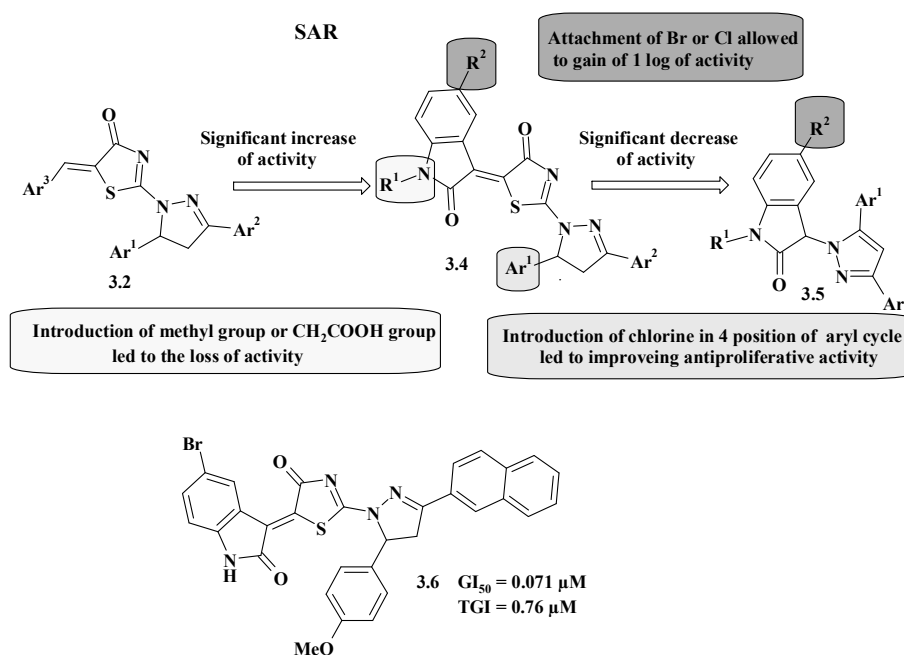 SAR
Attachment of Br or Cl allowed
to gain of 1 log of activity
Significant increase
of activity
Significant decrease
of activity
O
N
S
Ar³
N
N
Ar¹
Ar²
3.2
R²
R¹
N
O
O
N
S
N
N
Ar¹
Ar²
3.4
R²
R¹
N
O
Ar¹
N
N
Ar
3.5
Introduction of methyl group or CH₂COOH group
led to the loss of activity
Introduction of chlorine in 4 position of aryl cycle
led to improveing antiproliferative activity
Br
O
N
N
N
S
N
H
O
MeO
3.6 GI₅₀ = 0.071 µM
TGI = 0.76 µM